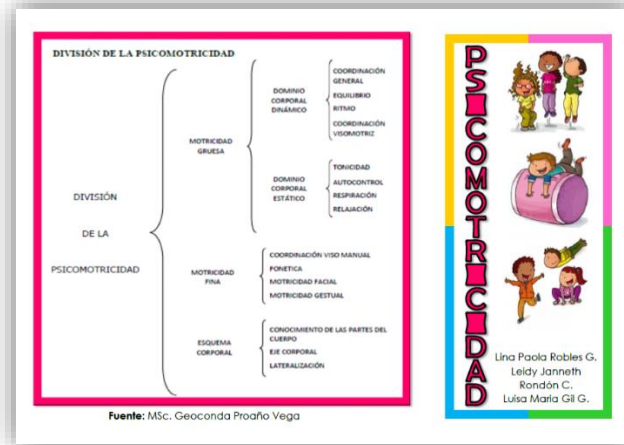 DIVISIÓN DE LA PSICOMOTRICIDAD
DIVISIÓN
DE LA
PSICOMOTRICIDAD
MOTRICIDAD
GRUESA
DOMINIO
CORPORAL
DINÁMICO
COORDINACIÓN
GENERAL
EQUILIBRIO
RITMO
COORDINACIÓN
VISOMOTRIZ
DOMINIO
CORPORAL
ESTÁTICO
TONICIDAD
AUTOCONTROL
RESPIRACIÓN
RELAJACIÓN
MOTRICIDAD
FINA
COORDINACIÓN VISO MANUAL
FONETICA
MOTRICIDAD FACIAL
MOTRICIDAD GESTUAL
ESQUEMA
CORPORAL
CONOCIMIENTO DE LAS PARTES DEL
CUERPO
EJE CORPORAL
LATERALIZACIÓN
Fuente: MSc. Geoconda Proaño Vega
PSICOMOTRICIDAD
Lina Paola Robles G.
Leidy Janneth
Rondón C.
Luisa Maria Gil G.